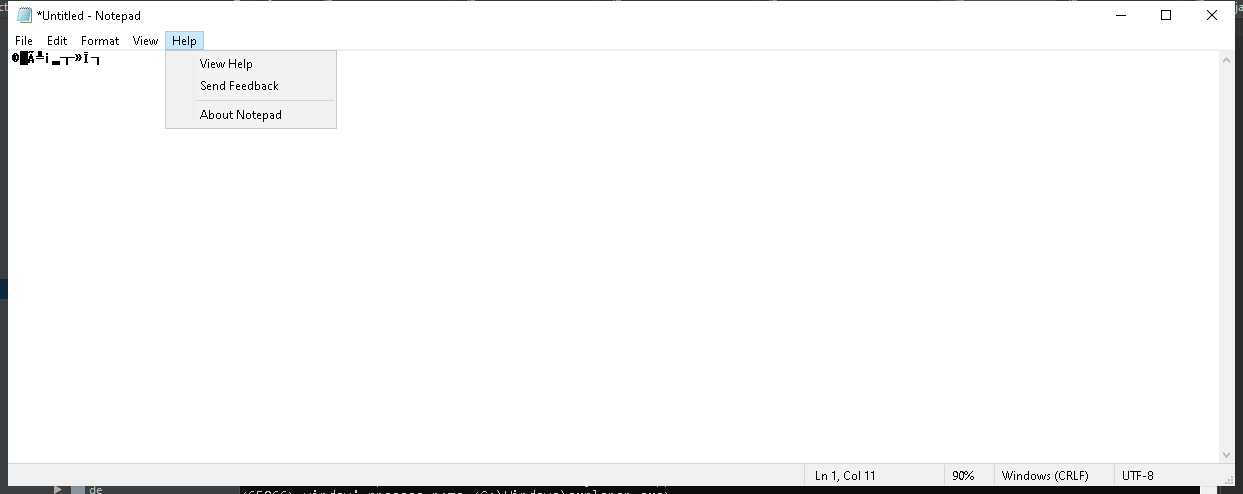 *Untitled - Notepad
File Edit Format View Help
View Help
Send Feedback
About Notepad
Ln 1, Col 11 90% Windows (CRLF) UTF-8
de